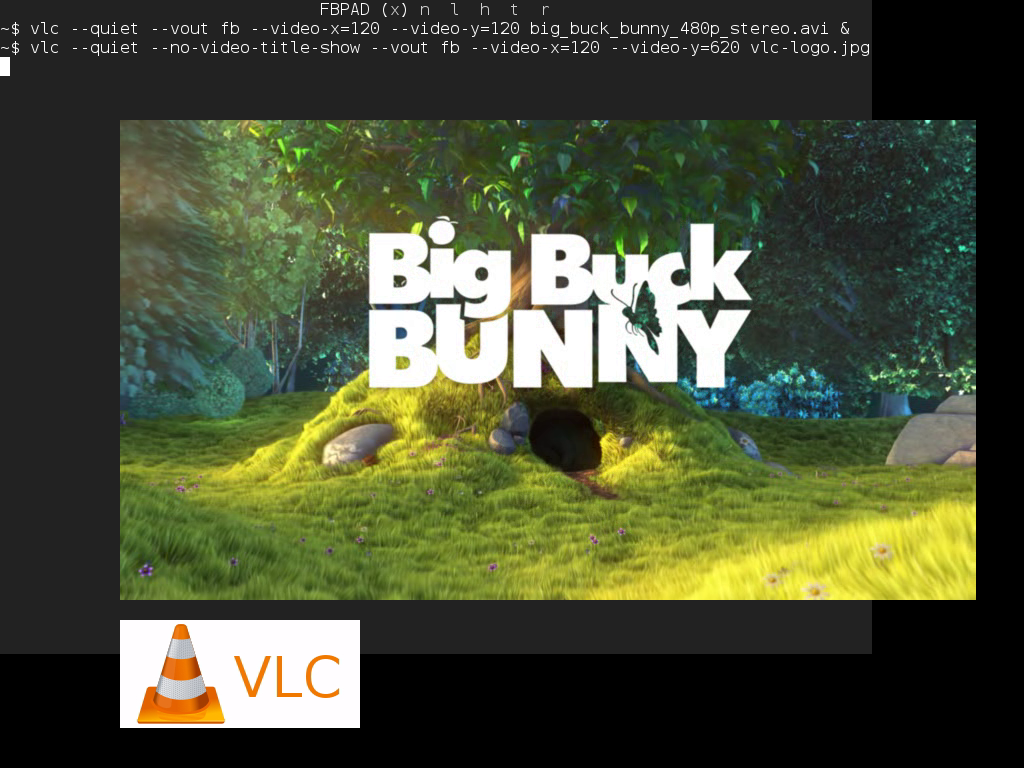 FBPAD (x) n l h t r
~$ vlc --quiet --vout fb --video-x=120 --video-y=120 big_buck_bunny_480p_stereo.avi &
~$ vlc --quiet --no-video-title-show --vout fb --video-x=120 --video-y=620 vlc-logo.jpg
Big Buck
BUNNY
VLC